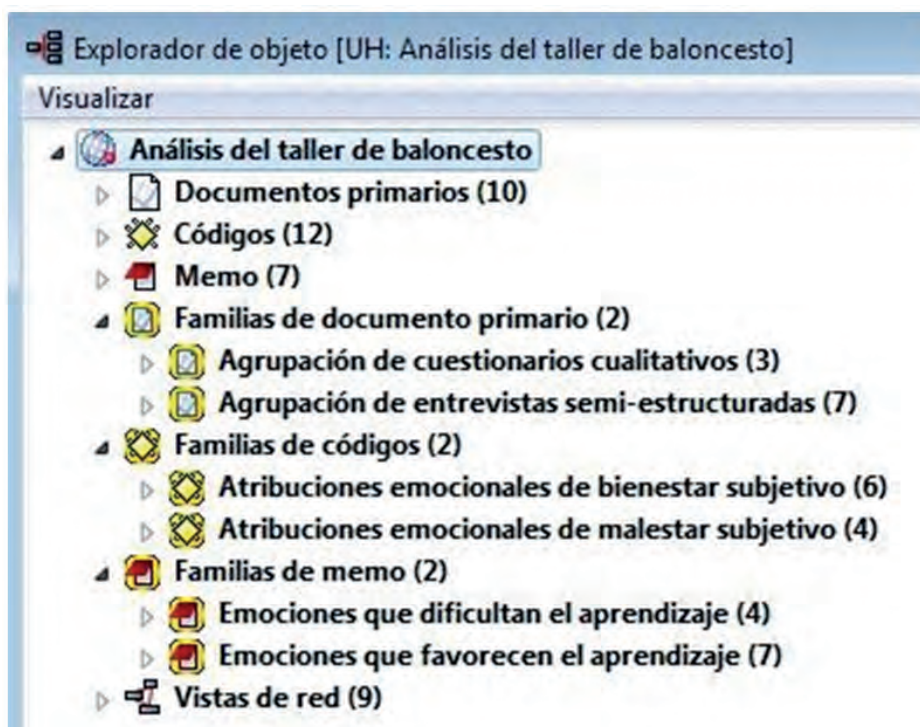 Explorador de objeto [UH: Análisis del taller de baloncesto]
Visualizar
Análisis del taller de baloncesto
Documentos primarios (10)
Códigos (12)
Memo (7)
Familias de documento primario (2)
Agrupación de cuestionarios cualitativos (3)
Agrupación de entrevistas semi-estructuradas (7)
Familias de códigos (2)
Atribuciones emocionales de bienestar subjetivo (6)
Atribuciones emocionales de malestar subjetivo (4)
Familias de memo (2)
Emociones que dificultan el aprendizaje (4)
Emociones que favorecen el aprendizaje (7)
Vistas de red (9)